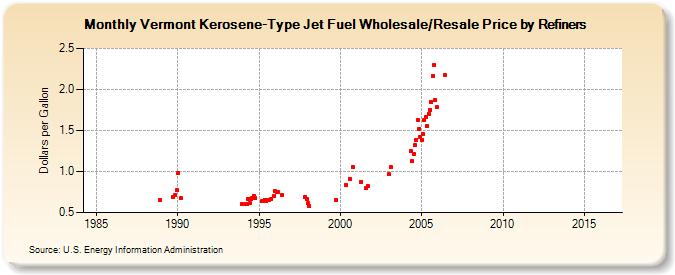 Monthly Vermont Kerosene-Type Jet Fuel Wholesale/Resale Price by Refiners
Dollars per Gallon
2.5
2.0
1.5
1.0
0.5
1985 1990 1995 2000 2005 2010 2015
Source: U.S. Energy Information Administration